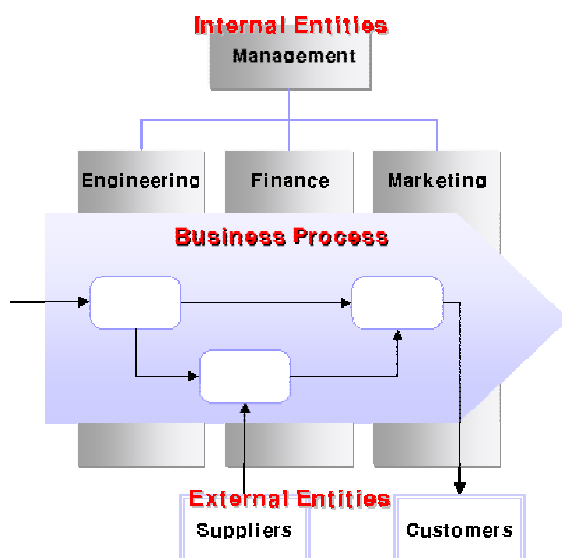 Internal Entities
Management
Engineering
Finance
Marketing
Business Process
External Entities
Suppliers
Customers